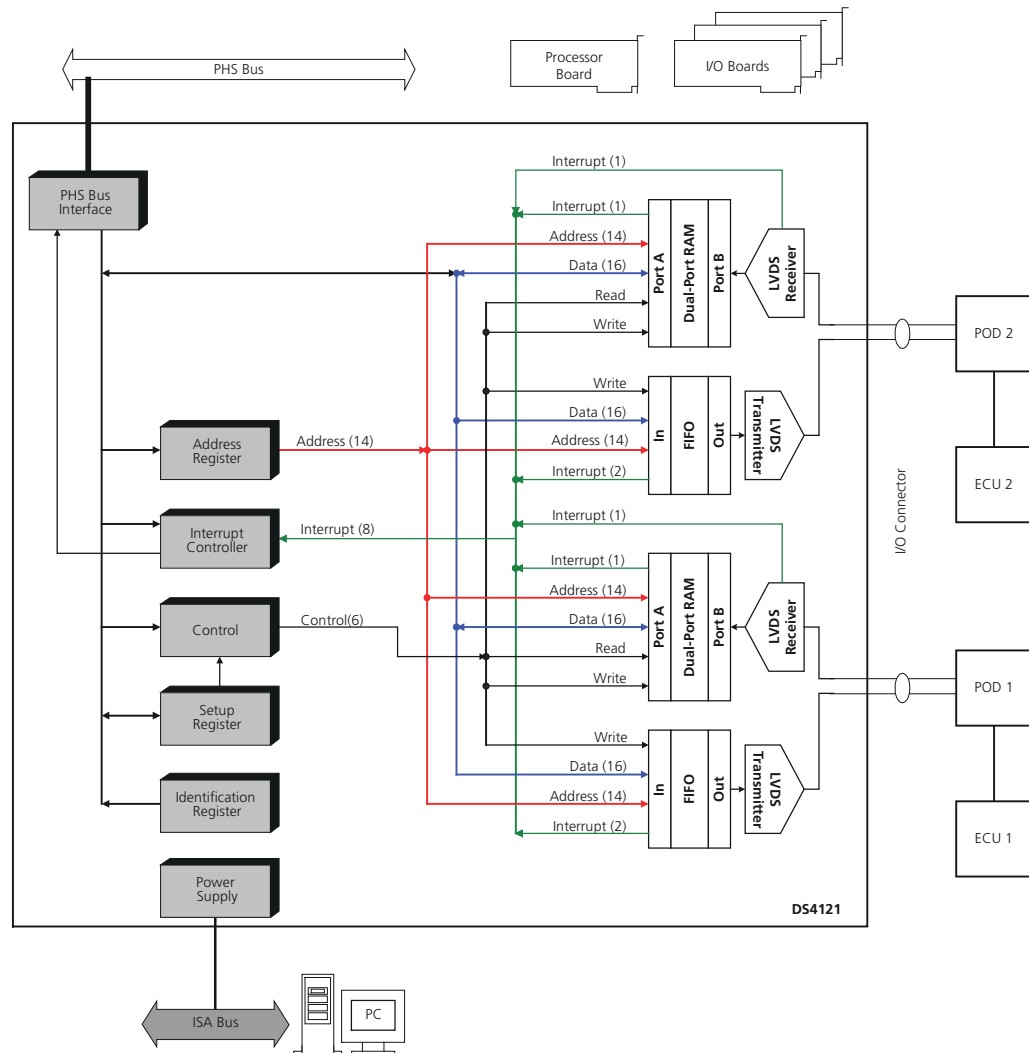 PHS Bus
Processor
Board
I/O Boards
PHS Bus
Interface
Interrupt (1)
Interrupt (1)
Address (14)
Data (16)
Read
Write
Port A
Dual-Port RAM
Port B
LVDS
Receiver
POD 2
Write
Data (16)
Address (14)
Interrupt (2)
In
FIFO
Out
LVDS
Transmitter
ECU 2
I/O Connector
Address
Register
Address (14)
Interrupt
Controller
Interrupt (8)
Control
Control(6)
Setup
Register
Identification
Register
Power
Supply
Interrupt (1)
Interrupt (1)
Address (14)
Data (16)
Read
Write
Port A
Dual-Port RAM
Port B
LVDS
Receiver
POD 1
Write
Data (16)
Address (14)
Interrupt (2)
In
FIFO
Out
LVDS
Transmitter
ECU 1
DS4121
ISA Bus
PC